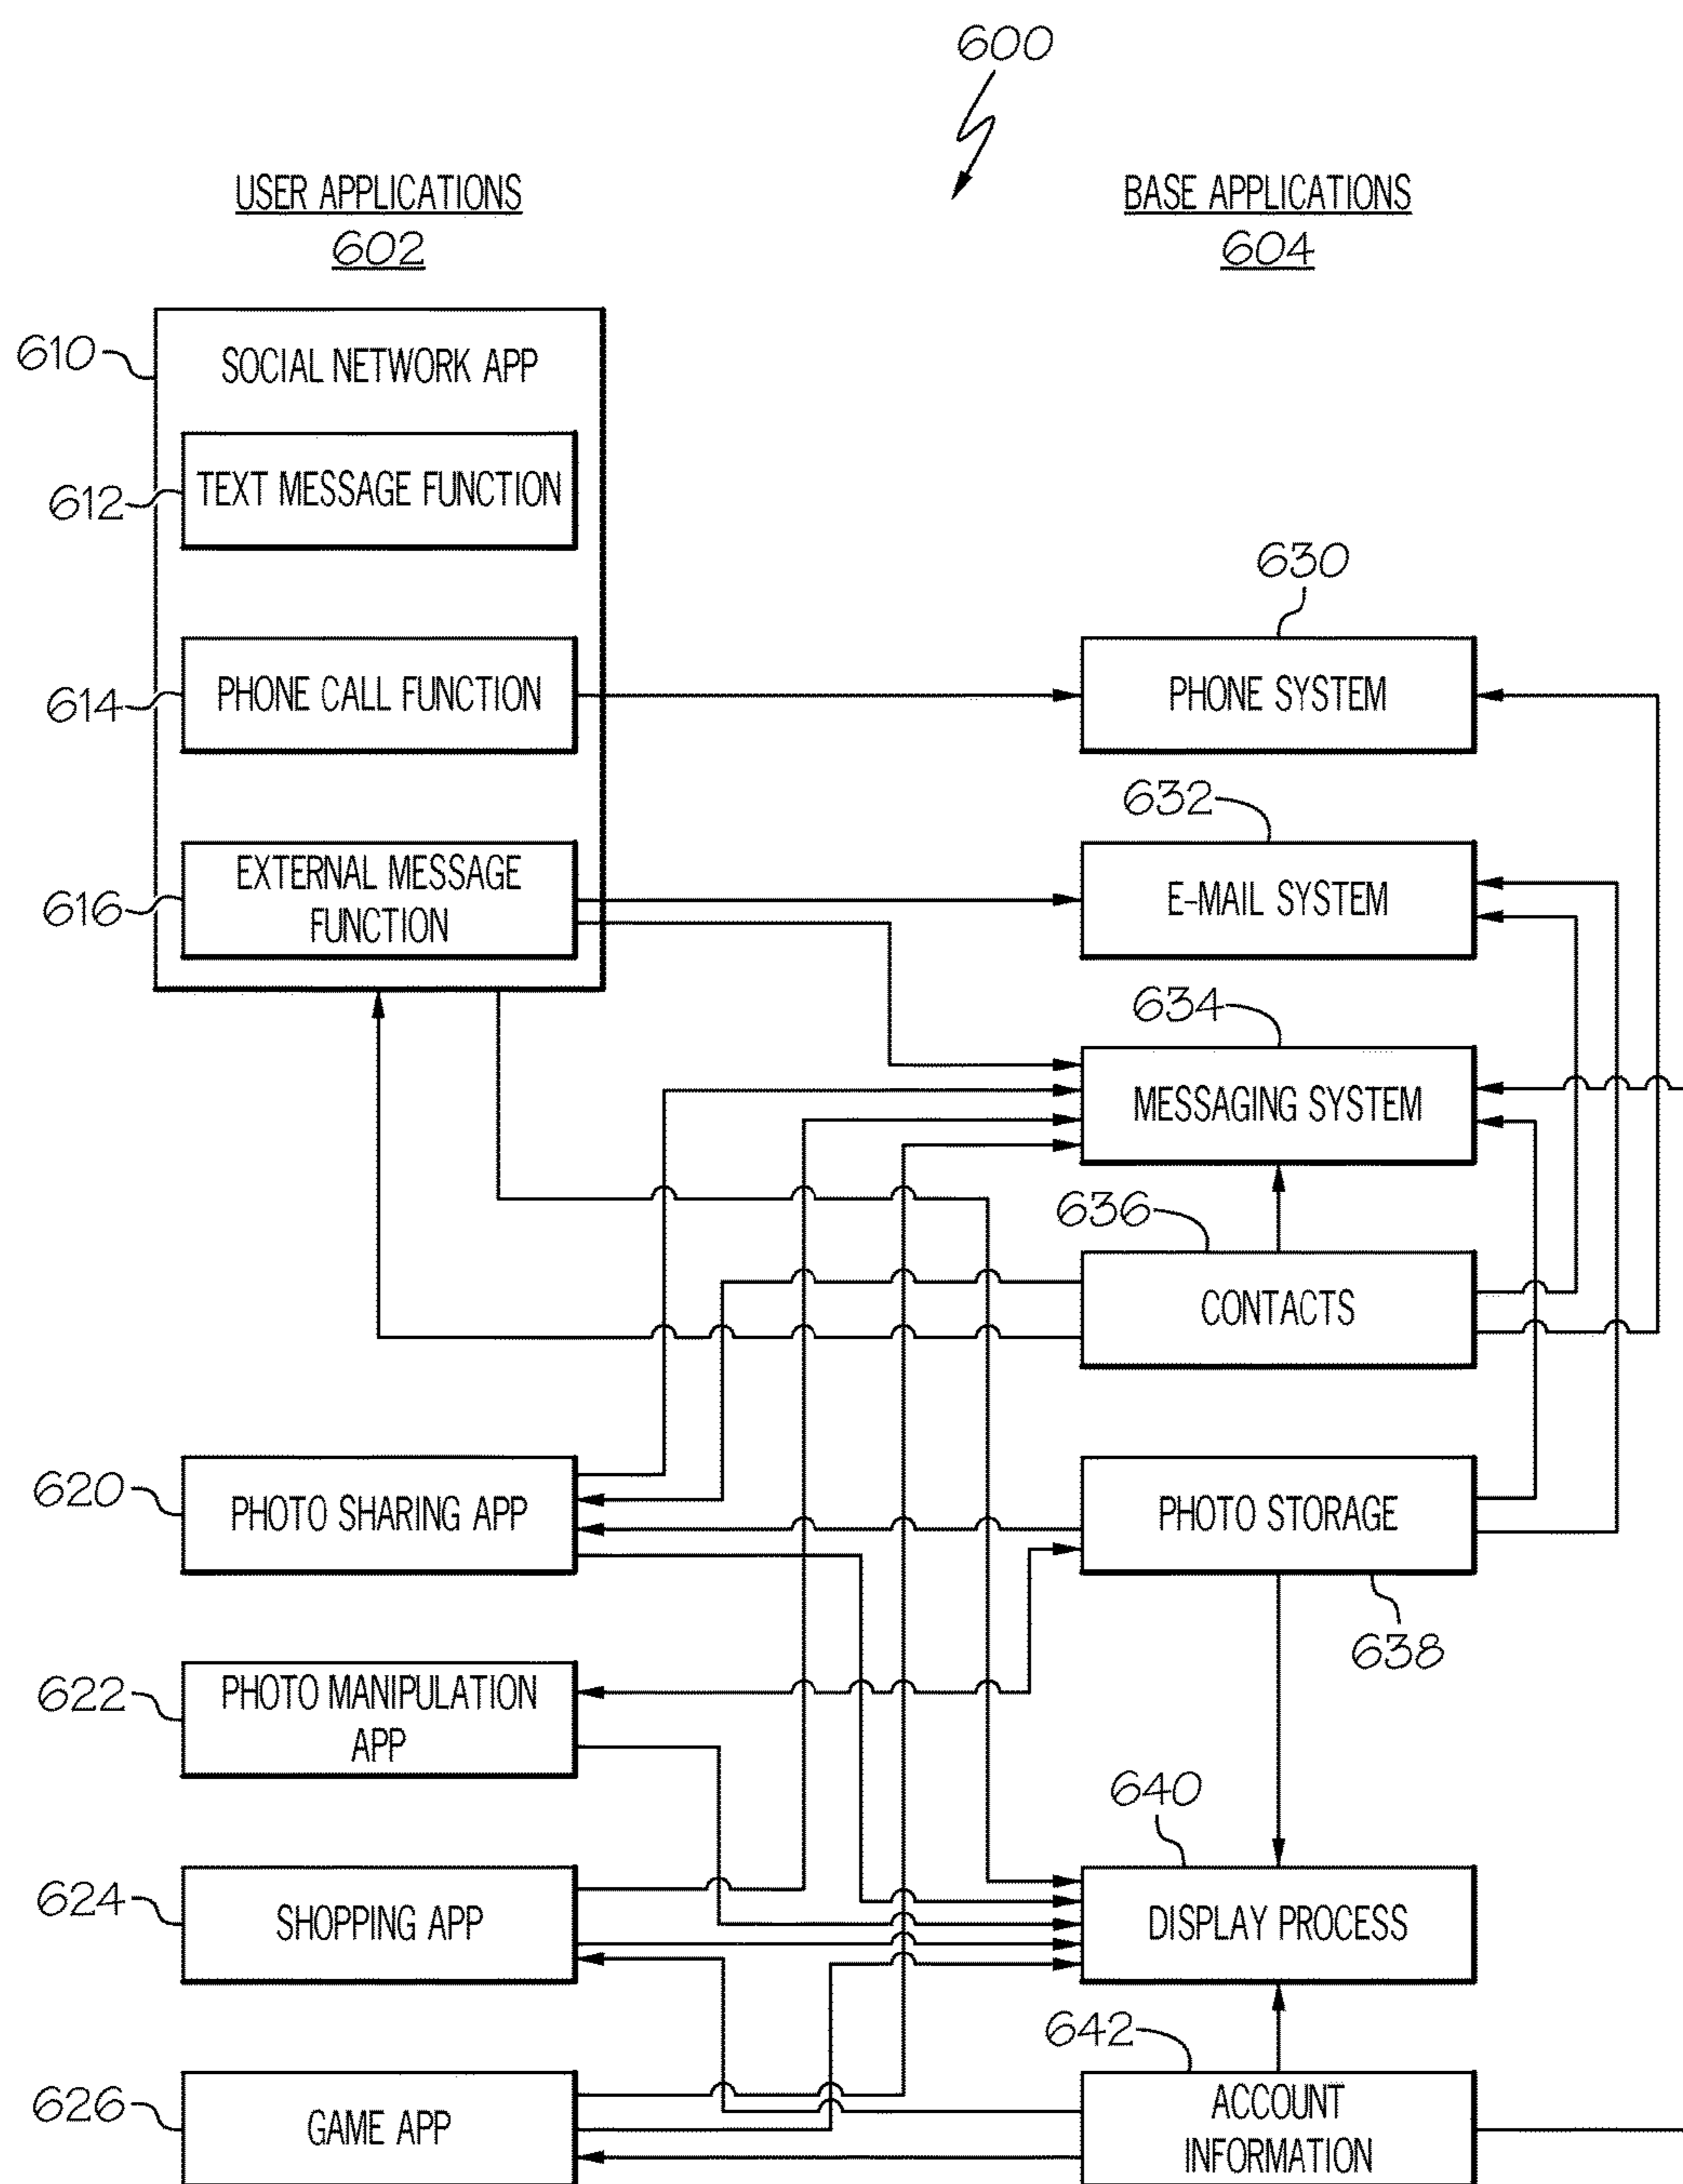 600
USER APPLICATIONS
602
BASE APPLICATIONS
604
610
SOCIAL NETWORK APP
612
TEXT MESSAGE FUNCTION
630
614
PHONE CALL FUNCTION
PHONE SYSTEM
632
616
EXTERNAL MESSAGE
FUNCTION
E-MAIL SYSTEM
634
MESSAGING SYSTEM
636
CONTACTS
620
PHOTO SHARING APP
PHOTO STORAGE
638
622
PHOTO MANIPULATION
APP
640
624
SHOPPING APP
DISPLAY PROCESS
642
626
GAME APP
ACCOUNT
INFORMATION